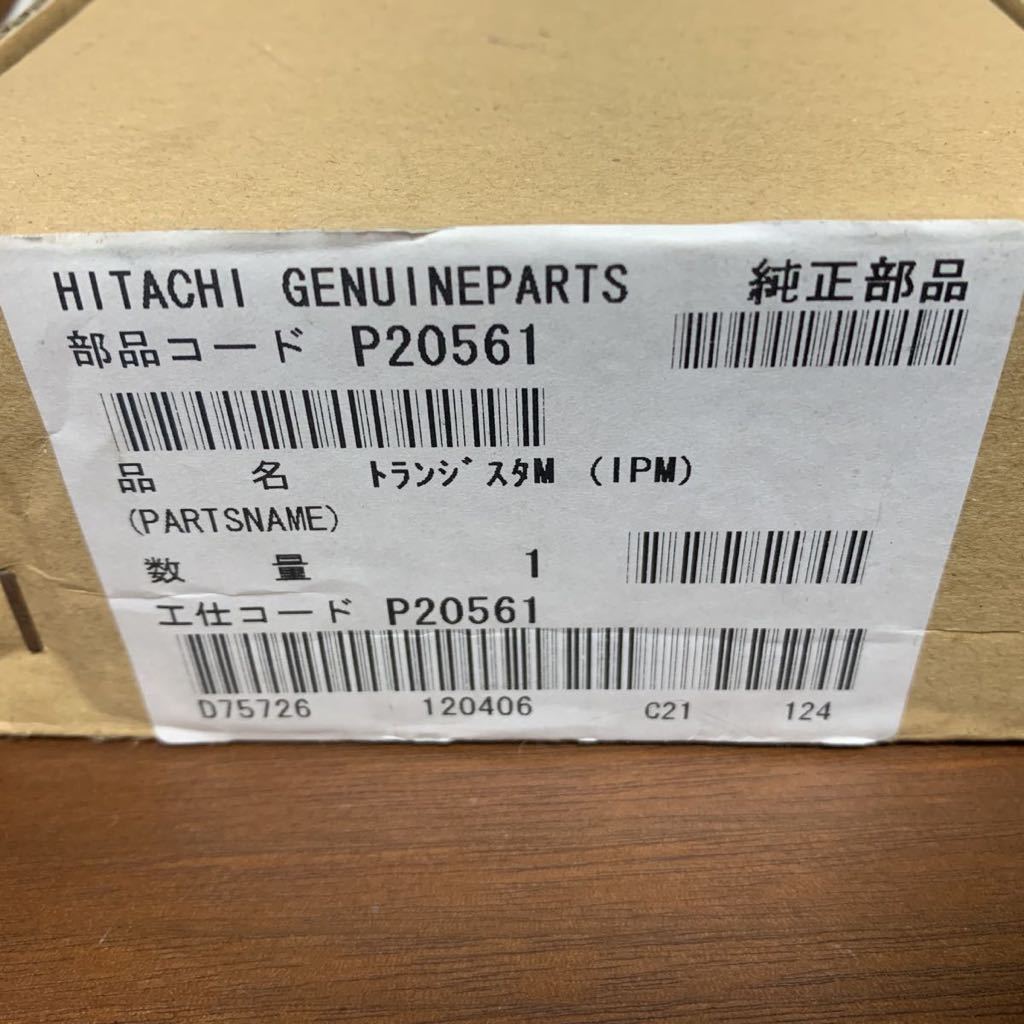 HITACHI GENUINEPARTS 純正部品
部品コード P20561
品 名 ﾄﾗﾝｼﾞｽﾀM (IPM)
(PARTSNAME)
数 量 1
工仕コード P20561
D75726 120406 C21 124